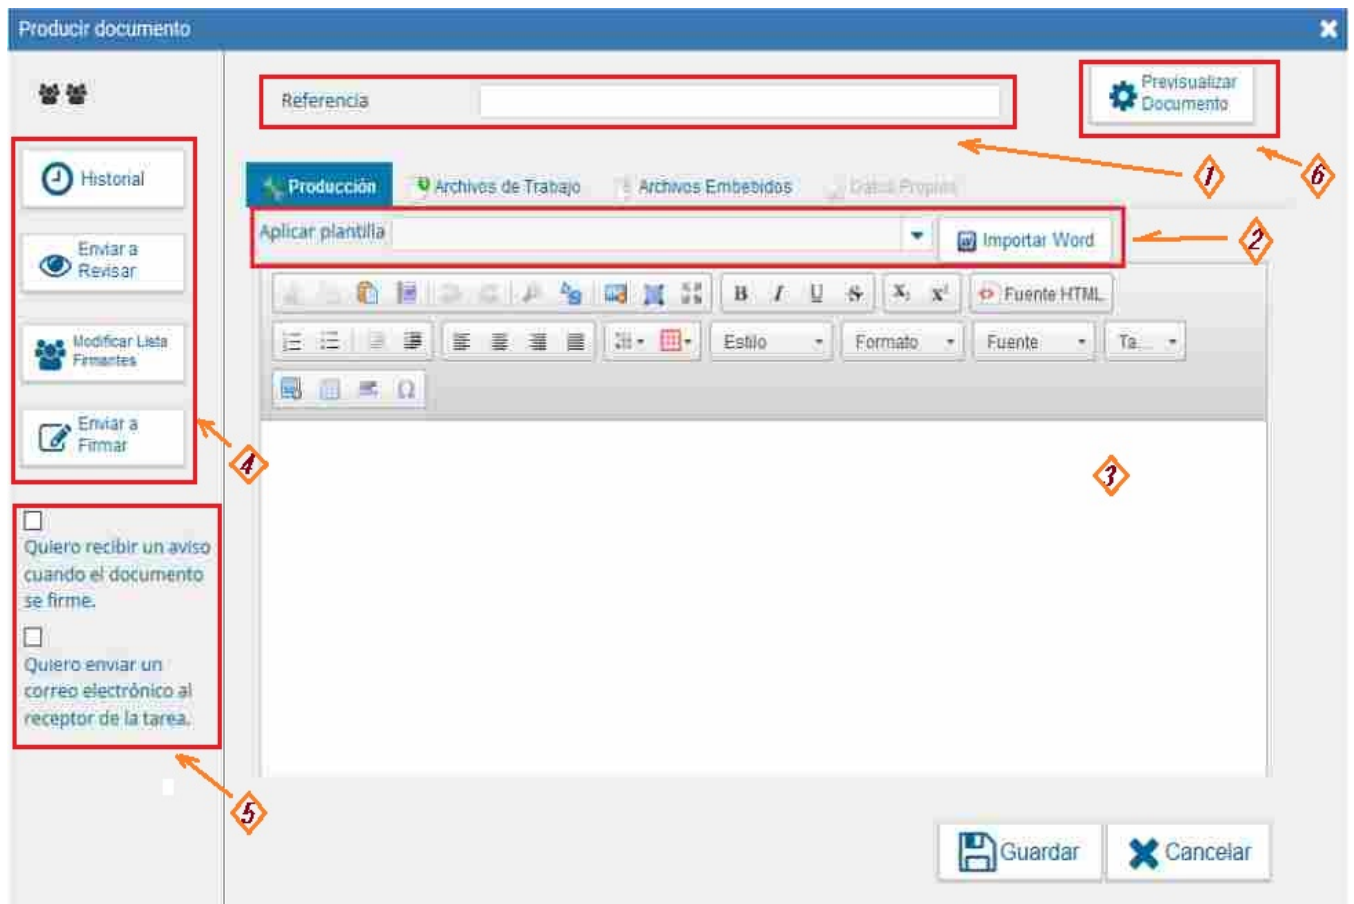 Producir documento
Referencia
Previsualizar
Documento
1
6
Historial
Producción
Archivos de Trabajo
Archivos Embebidos
Datos Propios
Aplicar plantilla
Importar Word
2
Enviar a
Revisar
B I U S X₂ x²
Fuente HTML
Modificar Lista
Firmantes
Estilo
Formato
Fuente
Ta...
Ω
Enviar a
Firmar
4
3
Quiero recibir un aviso
cuando el documento
se firme.
Quiero enviar un
correo electrónico al
receptor de la tarea.
5
Guardar
Cancelar